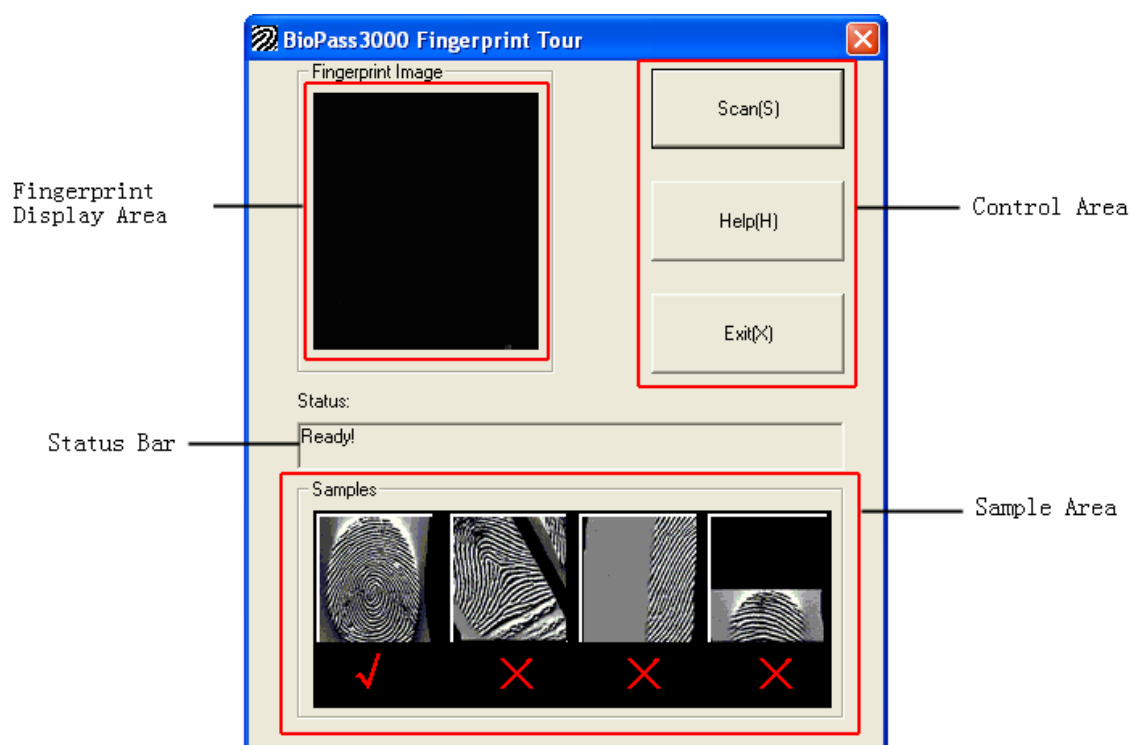 BioPass3000 Fingerprint Tour
Fingerprint Image
Scan(S)
Fingerprint
Display Area
Help(H)
Control Area
Exit(X)
Status:
Status Bar
Ready!
Samples
Sample Area